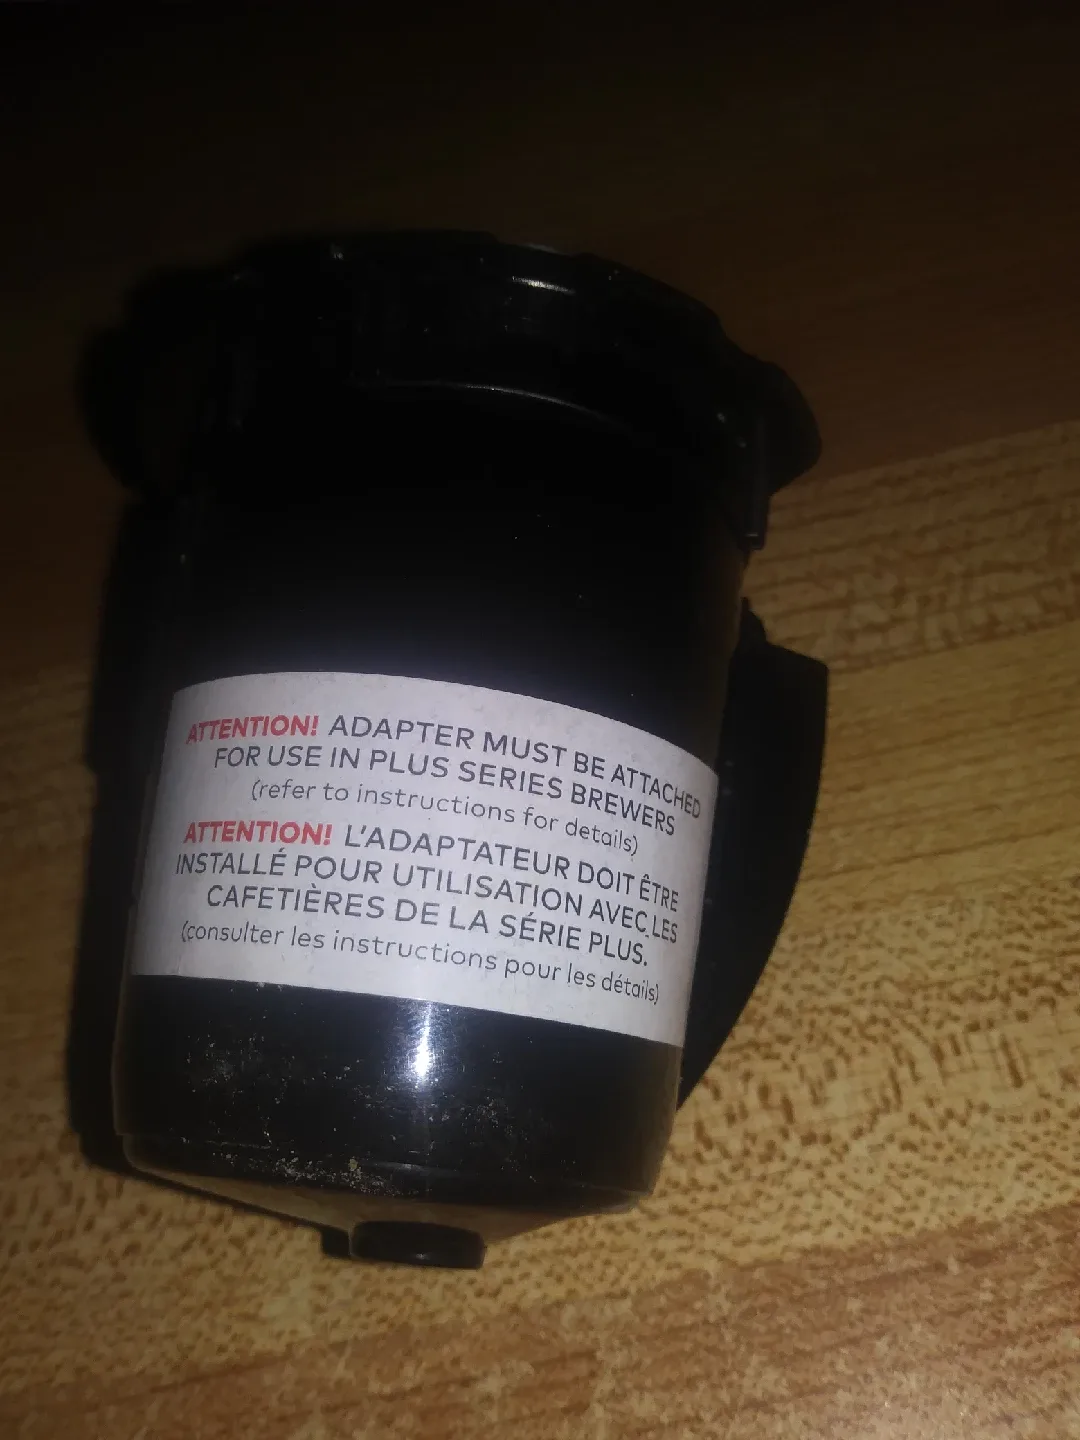 ATTENTION! ADAPTER MUST BE ATTACHED
FOR USE IN PLUS SERIES BREWERS
(refer to instructions for details)
ATTENTION! L'ADAPTATEUR DOIT ÊTRE
INSTALLÉ POUR UTILISATION AVEC LES
CAFETIÈRES DE LA SÉRIE PLUS.
(consulter les instructions pour les détails)